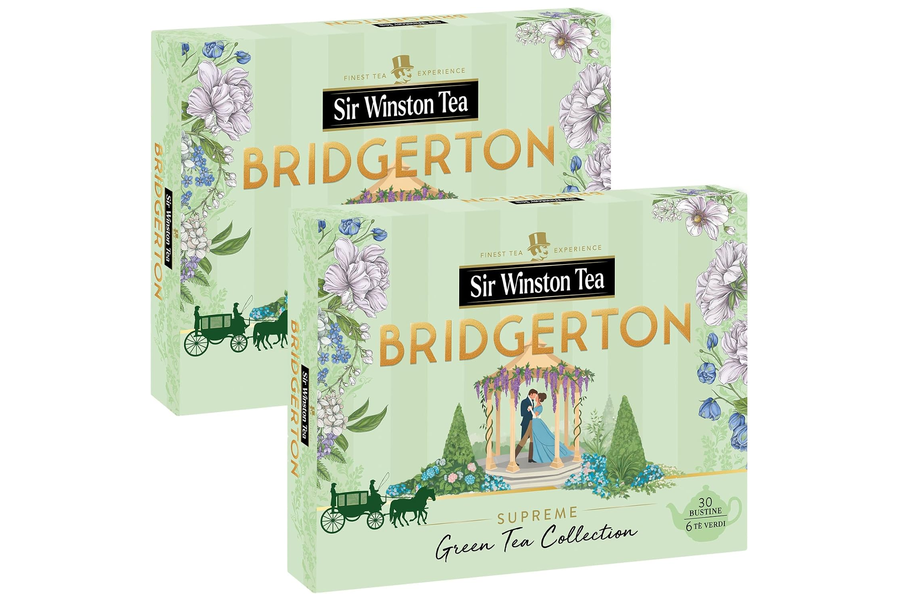 FINEST TEA EXPERIENCE
Sir Winston Tea
BRIDGERTON
BRIDGERTON
Sir Winston Tea
FINEST TEA EXPERIENCE
Sir Winston Tea
BRIDGERTON
BRIDGERTON
Sir Winston Tea
SUPREME
Green Tea Collection
30
BUSTINE
6 TÈ VERDI